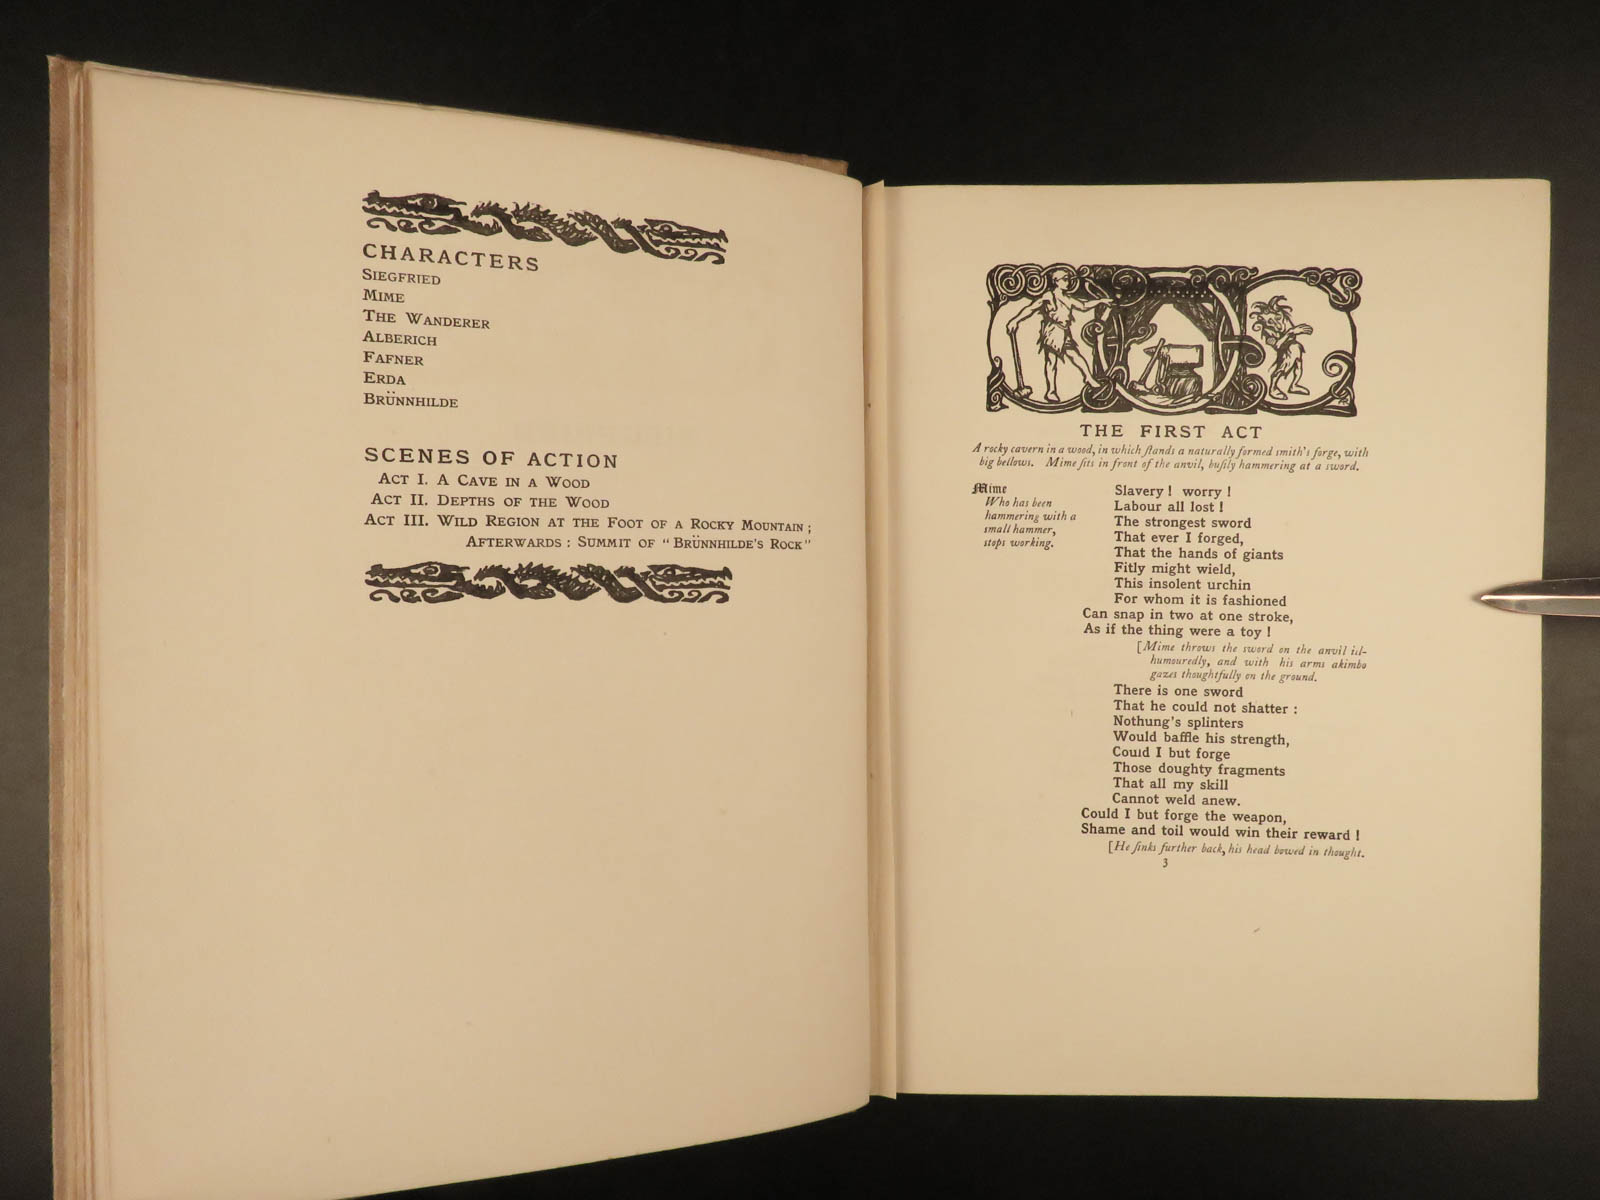 CHARACTERS
SIEGFRIED
MIME
THE WANDERER
ALBERICH
FAFNER
ERDA
BRÜNNHILDE
SCENES OF ACTION
ACT I. A CAVE IN A WOOD
ACT II. DEPTHS OF THE WOOD
ACT III. WILD REGION AT THE FOOT OF A ROCKY MOUNTAIN ;
AFTERWARDS : SUMMIT OF " BRÜNNHILDE'S ROCK "
THE FIRST ACT
A rocky cavern in a wood, in which stands a naturally formed smith's forge, with
big bellows. Mime sits in front of the anvil, busily hammering at a sword.
Mime
Who has been
hammering with a
small hammer,
stops working.
Slavery ! worry !
Labour all lost !
The strongest sword
That ever I forged,
That the hands of giants
Fitly might wield,
This insolent urchin
For whom it is fashioned
Can snap in two at one stroke,
As if the thing were a toy !
[Mime throws the sword on the anvil ill-
humouredly, and with his arms akimbo
gazes thoughtfully on the ground.
There is one sword
That he could not shatter :
Nothung's splinters
Would baffle his strength,
Could I but forge
Those doughty fragments
That all my skill
Cannot weld anew.
Could I but forge the weapon,
Shame and toil would win their reward !
[He sinks further back, his head bowed in thought.
3